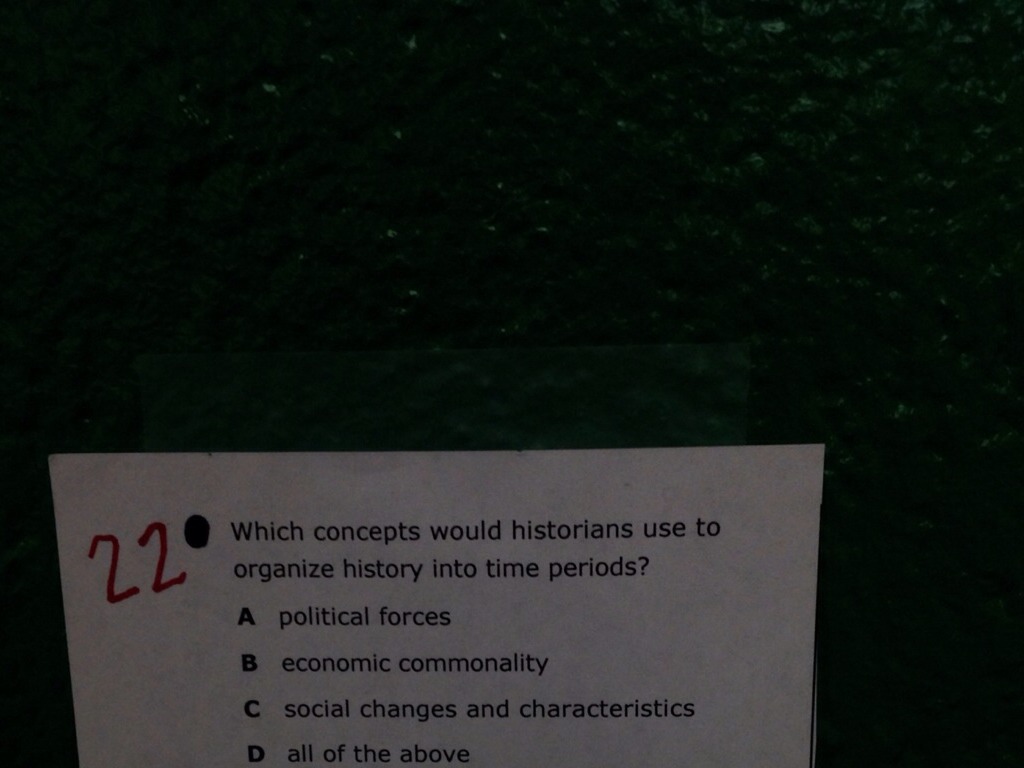 22 Which concepts would historians use to
organize history into time periods?
A political forces
B economic commonality
C social changes and characteristics
D all of the above